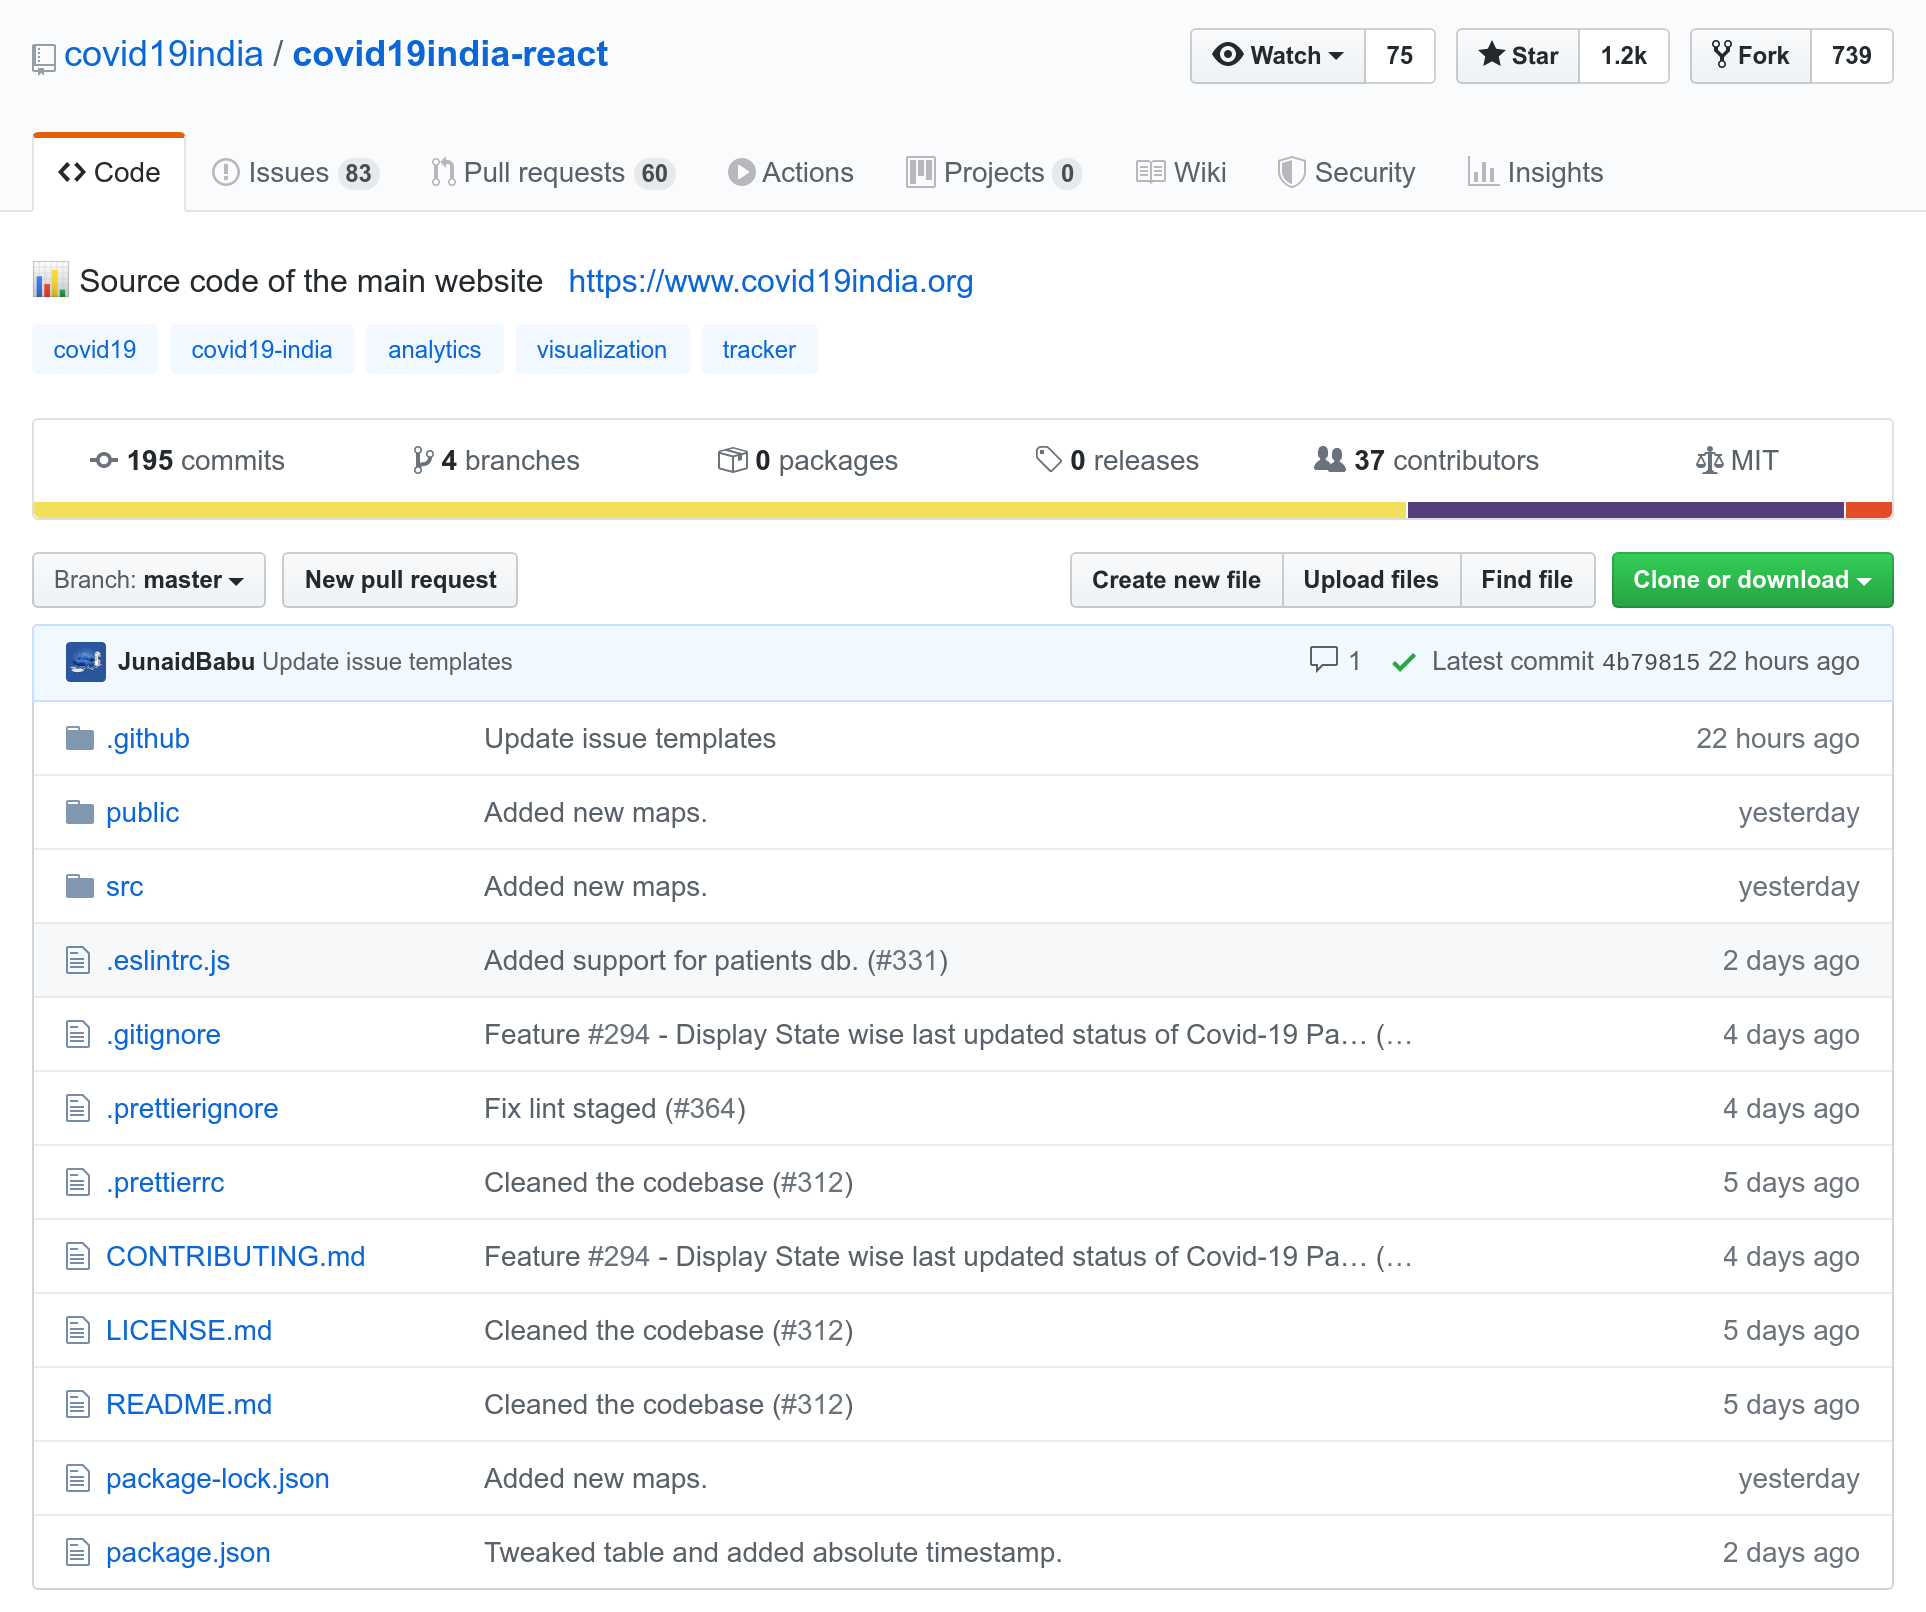 covid19india / covid19india-react Watch 75 Star 1.2k Fork 739
Code Issues 83 Pull requests 60 Actions Projects 0 Wiki Security Insights
Source code of the main website https://www.covid19india.org
covid19 covid19-india analytics visualization tracker
195 commits 4 branches 0 packages 0 releases 37 contributors MIT
Branch: master New pull request Create new file Upload files Find file Clone or download
JunaidBabu Update issue templates 1 Latest commit 4b79815 22 hours ago
.github Update issue templates 22 hours ago
public Added new maps. yesterday
src Added new maps. yesterday
.eslintrc.js Added support for patients db. (#331) 2 days ago
.gitignore Feature #294 - Display State wise last updated status of Covid-19 Pa… (… 4 days ago
.prettierignore Fix lint staged (#364) 4 days ago
.prettierrc Cleaned the codebase (#312) 5 days ago
CONTRIBUTING.md Feature #294 - Display State wise last updated status of Covid-19 Pa… (… 4 days ago
LICENSE.md Cleaned the codebase (#312) 5 days ago
README.md Cleaned the codebase (#312) 5 days ago
package-lock.json Added new maps. yesterday
package.json Tweaked table and added absolute timestamp. 2 days ago